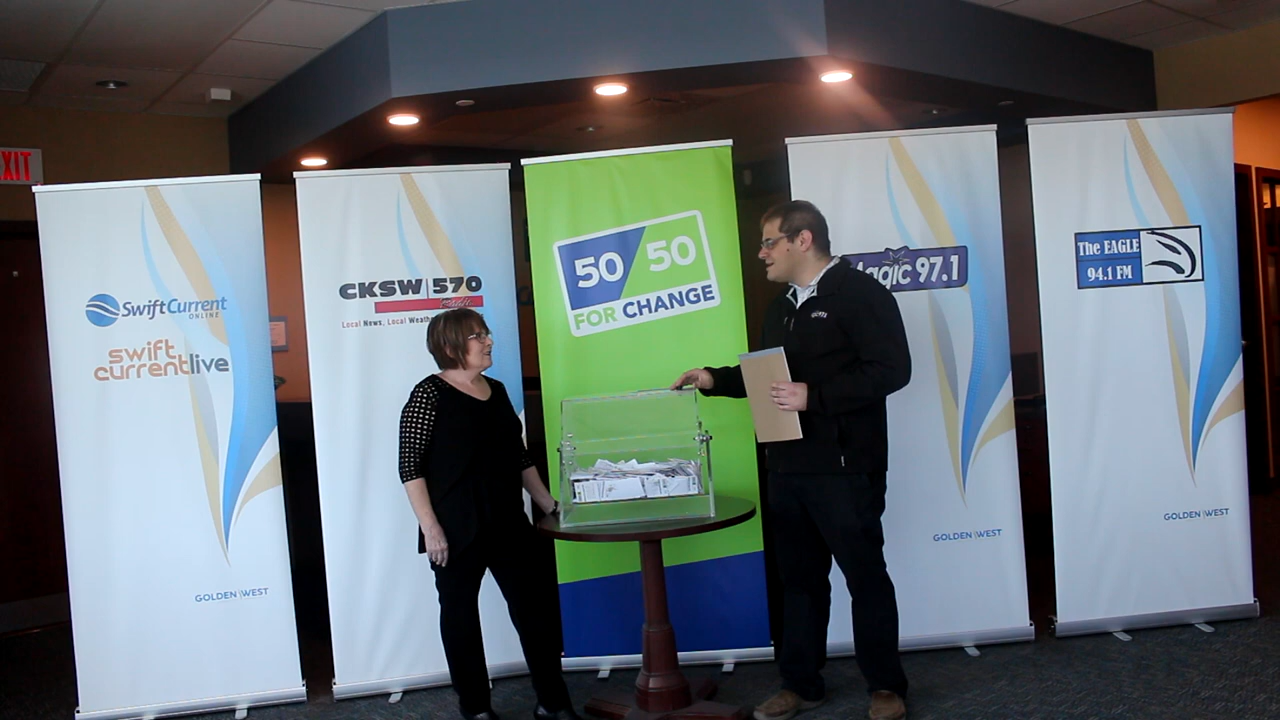 EXIT
SwiftCurrent
ONLINE
swift
currentlive
GOLDEN WEST
CKSW 570
Radio
Local News, Local Weather
50/50
FOR CHANGE
Magic 97.1
GOLDEN WEST
The EAGLE
94.1 FM
GOLDEN WEST